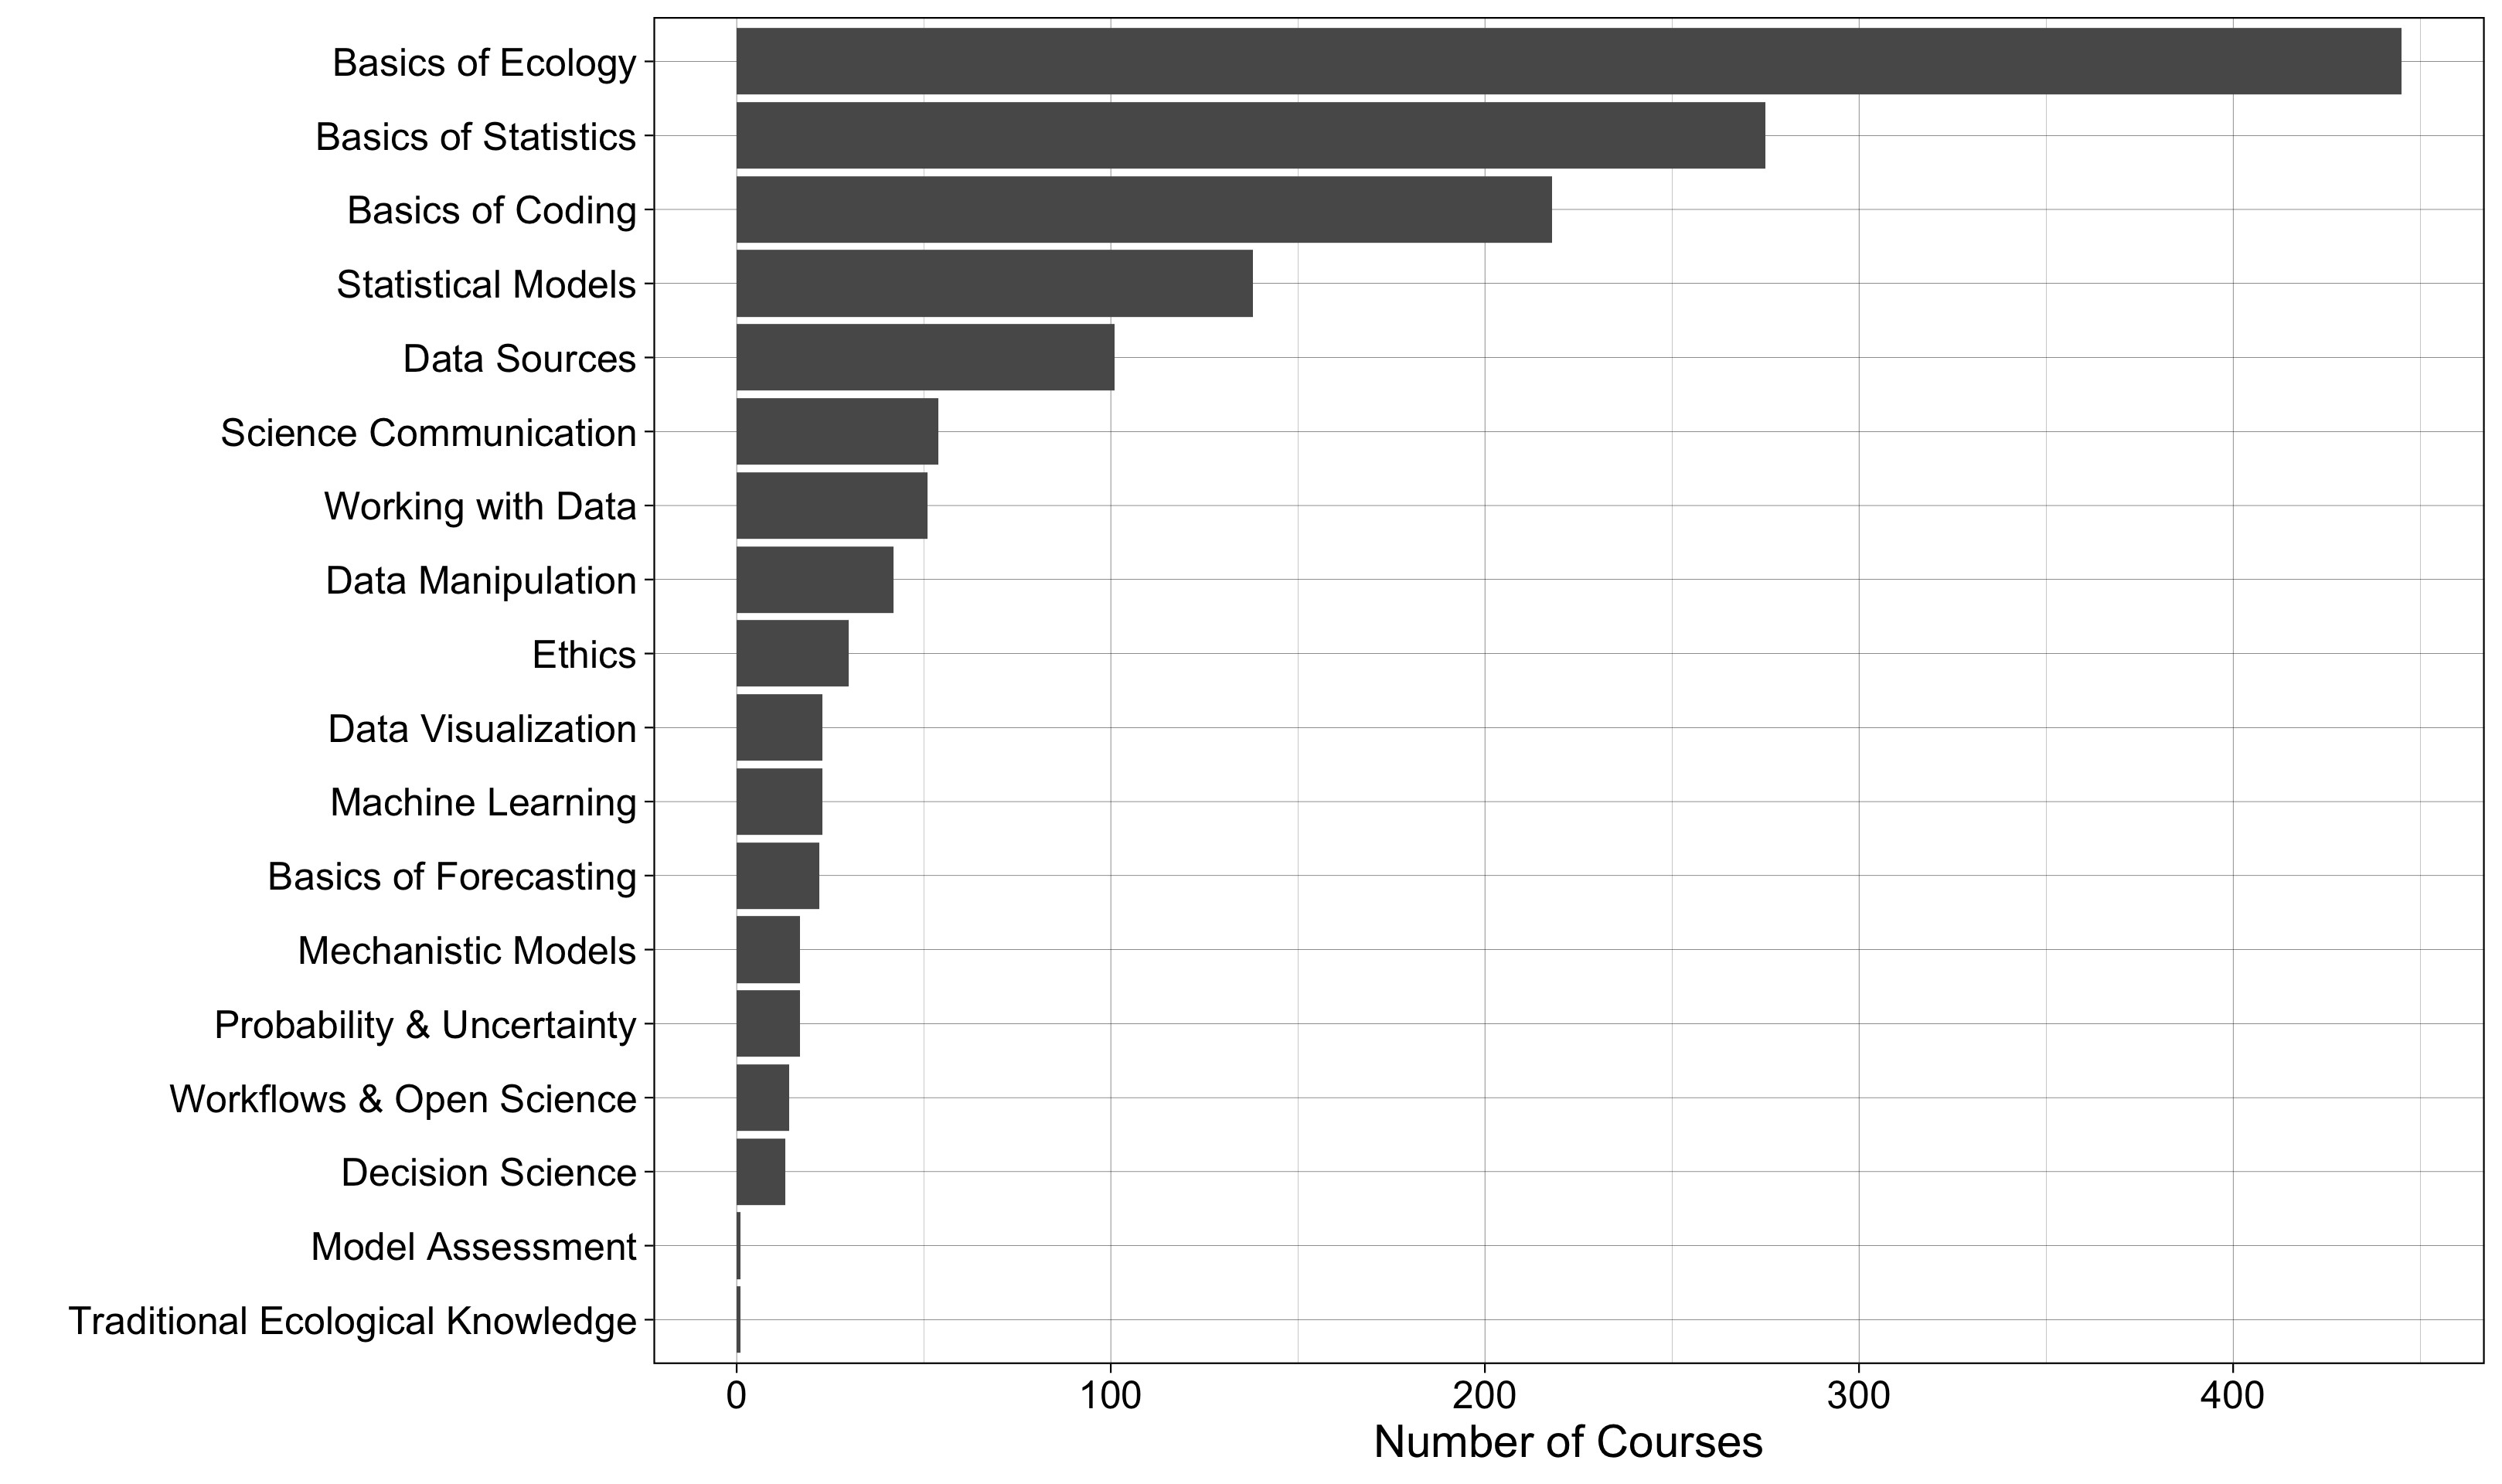 Basics of Ecology
Basics of Statistics
Basics of Coding
Statistical Models
Data Sources
Science Communication
Working with Data
Data Manipulation
Ethics
Data Visualization
Machine Learning
Basics of Forecasting
Mechanistic Models
Probability & Uncertainty
Workflows & Open Science
Decision Science
Model Assessment
Traditional Ecological Knowledge
0 100 200 300 400
Number of Courses